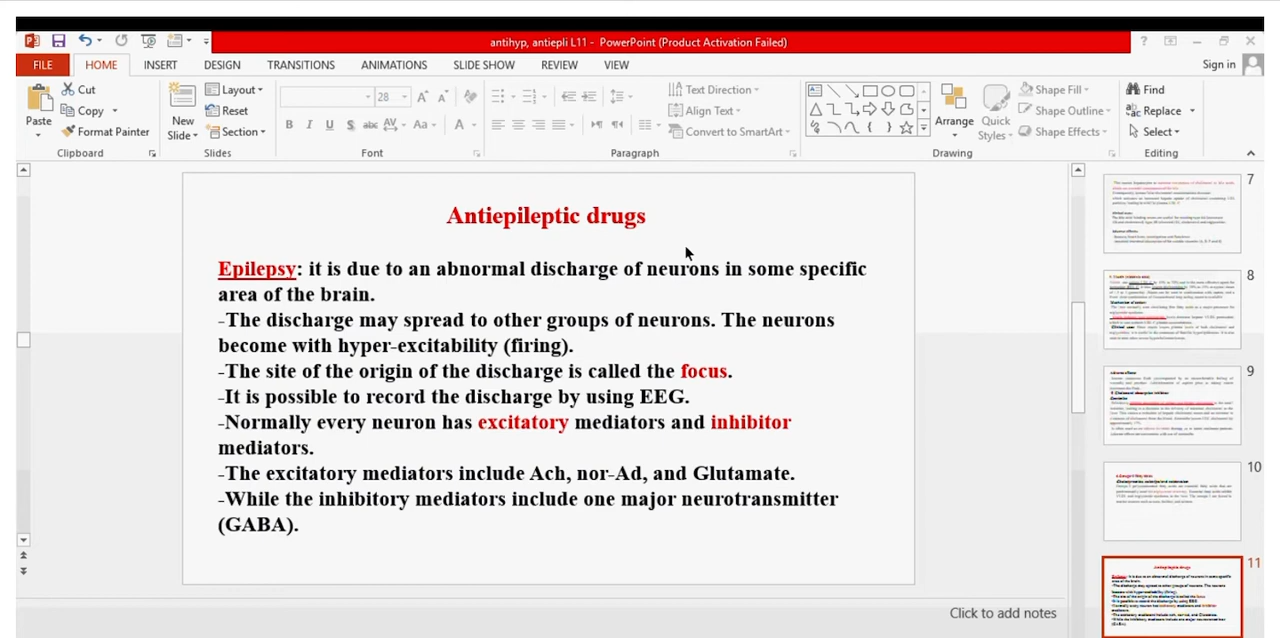 antihyp, antiepli L11 - PowerPoint (Product Activation Failed)
FILE HOME INSERT DESIGN TRANSITIONS ANIMATIONS SLIDE SHOW REVIEW VIEW Sign in
Paste
Cut
Copy
Format Painter
Clipboard
New
Slide
Layout
Reset
Section
Slides
28
Font
Text Direction
Align Text
Convert to SmartArt
Paragraph
Arrange
Quick
Styles
Shape Fill
Shape Outline
Shape Effects
Drawing
Find
Replace
Select
Editing
Antiepileptic drugs
Epilepsy: it is due to an abnormal discharge of neurons in some specific
area of the brain.
-The discharge may spread to other groups of neurons. The neurons
become with hyper-excitability (firing).
-The site of the origin of the discharge is called the focus.
-It is possible to record the discharge by using EEG.
-Normally every neuron has excitatory mediators and inhibitor
mediators.
-The excitatory mediators include Ach, nor-Ad, and Glutamate.
-While the inhibitory mediators include one major neurotransmitter
(GABA).
Click to add notes
7
8
9
10
11
Antiepileptic drugs